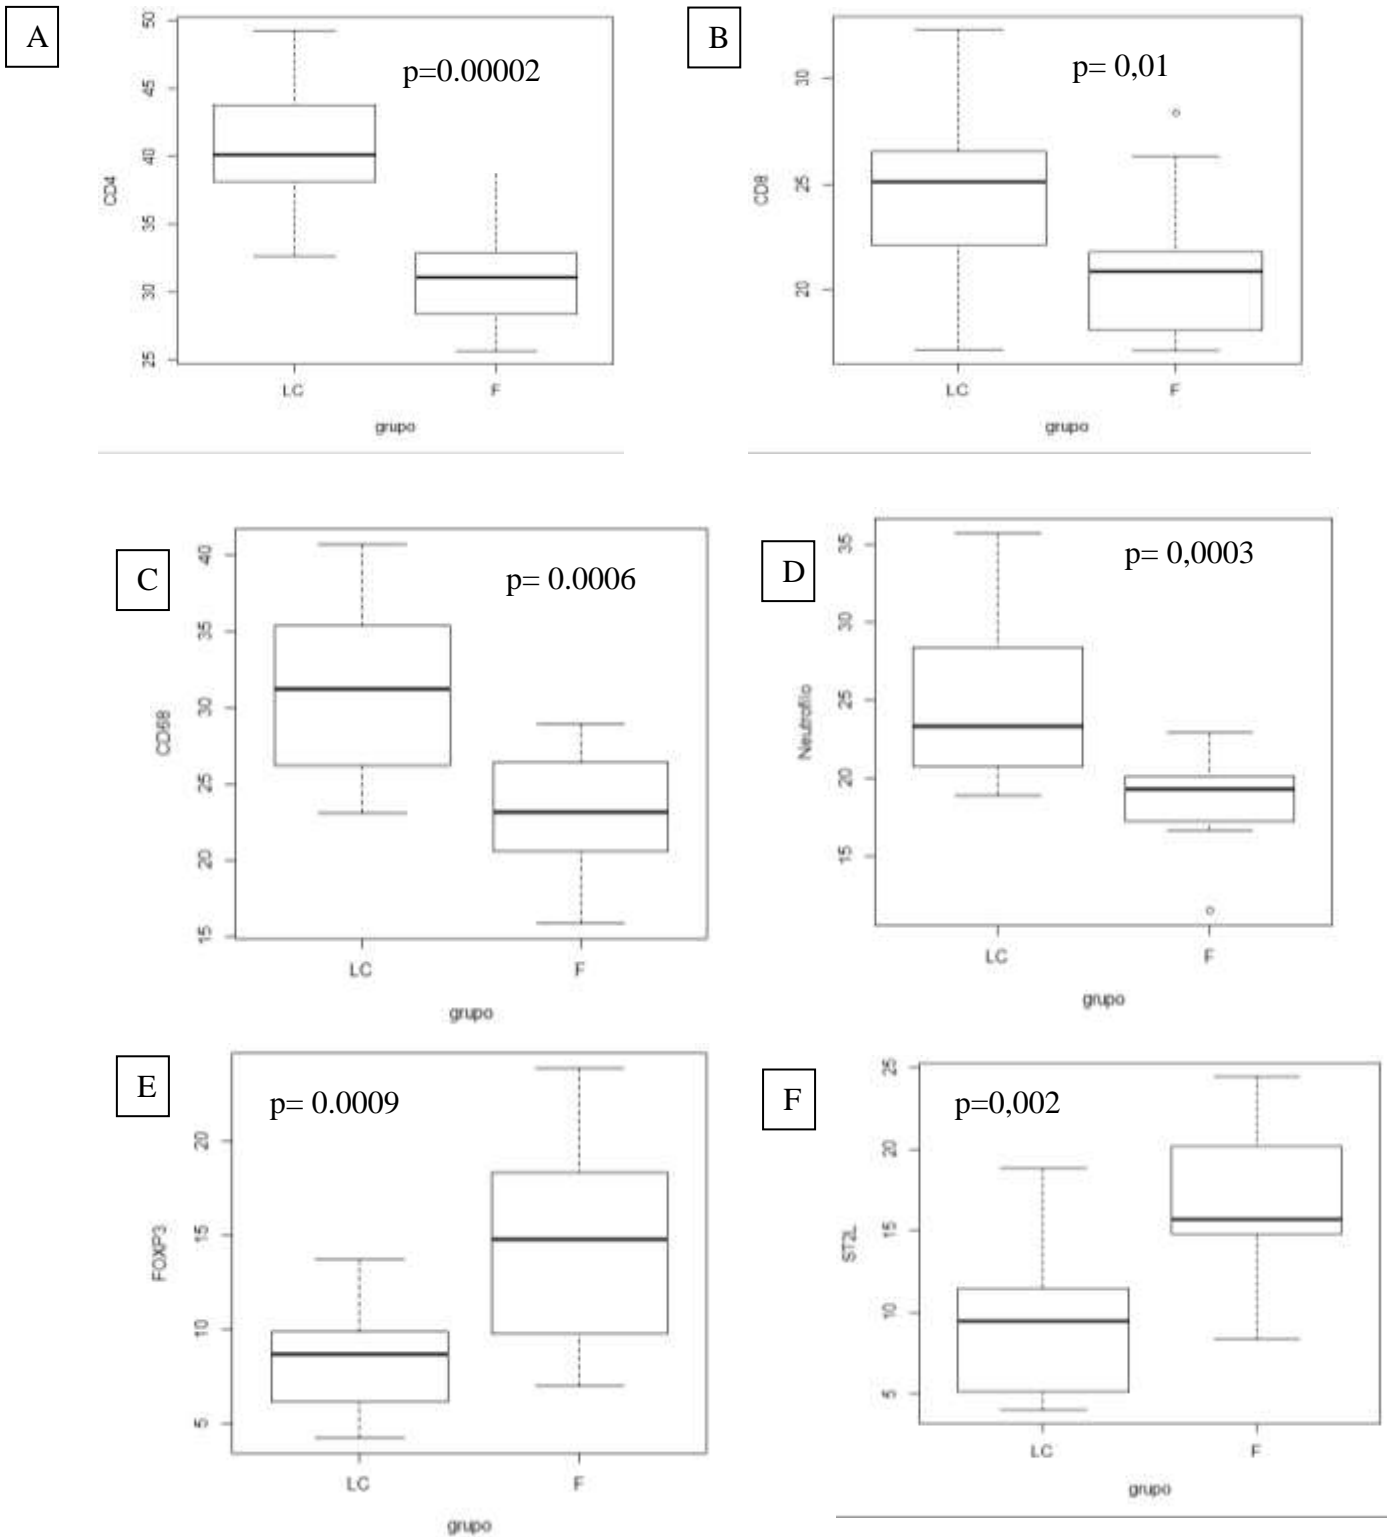 A
p=0.00002
50
45
40
35
30
25
CD4
LC F
grupo
B
p= 0,01
30
25
20
CD8
LC F
grupo
C
p= 0.0006
40
35
30
25
20
15
CD68
LC F
grupo
D
p= 0,0003
35
30
25
20
15
Neutrofilo
LC F
grupo
E
p= 0.0009
20
15
10
5
FOXP3
LC F
grupo
F
p=0,002
25
20
15
10
5
ST2L
LC F
grupo